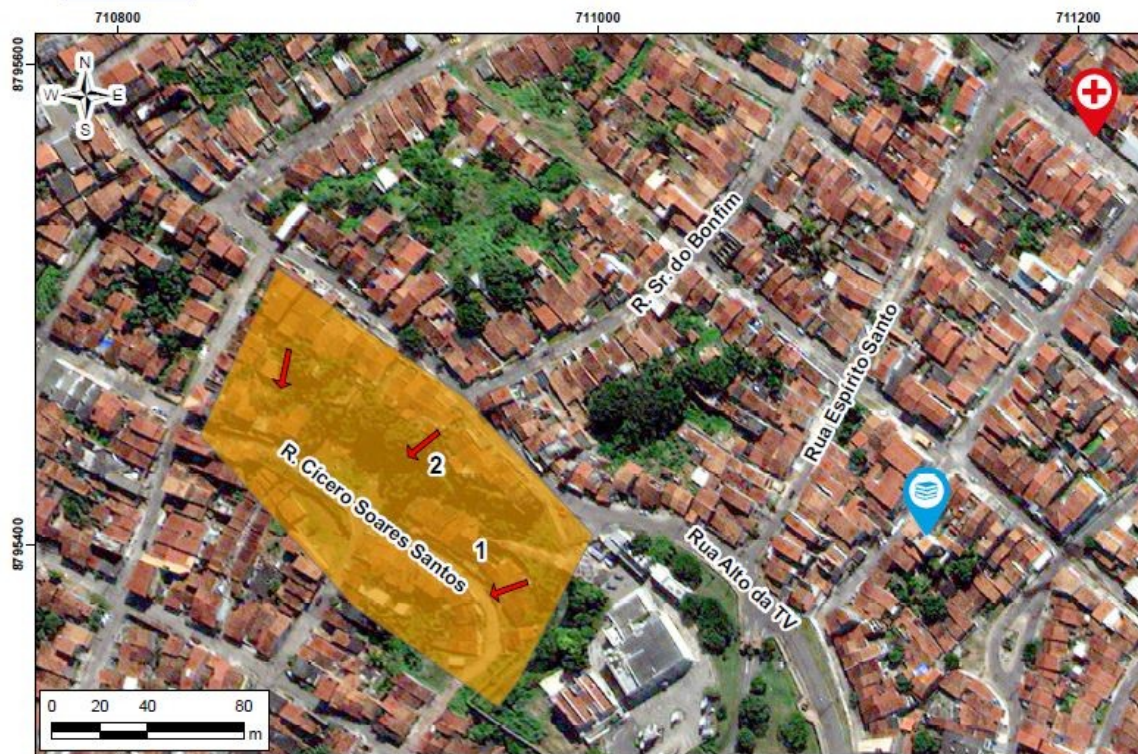 710800
711000
711200
8795600
N
W
E
S
R. Sr. do Bonfim
Rua Espírito Santo
2
R. Cícero Soares Santos
1
8795400
Rua Alto da TV
0
20
40
80
m